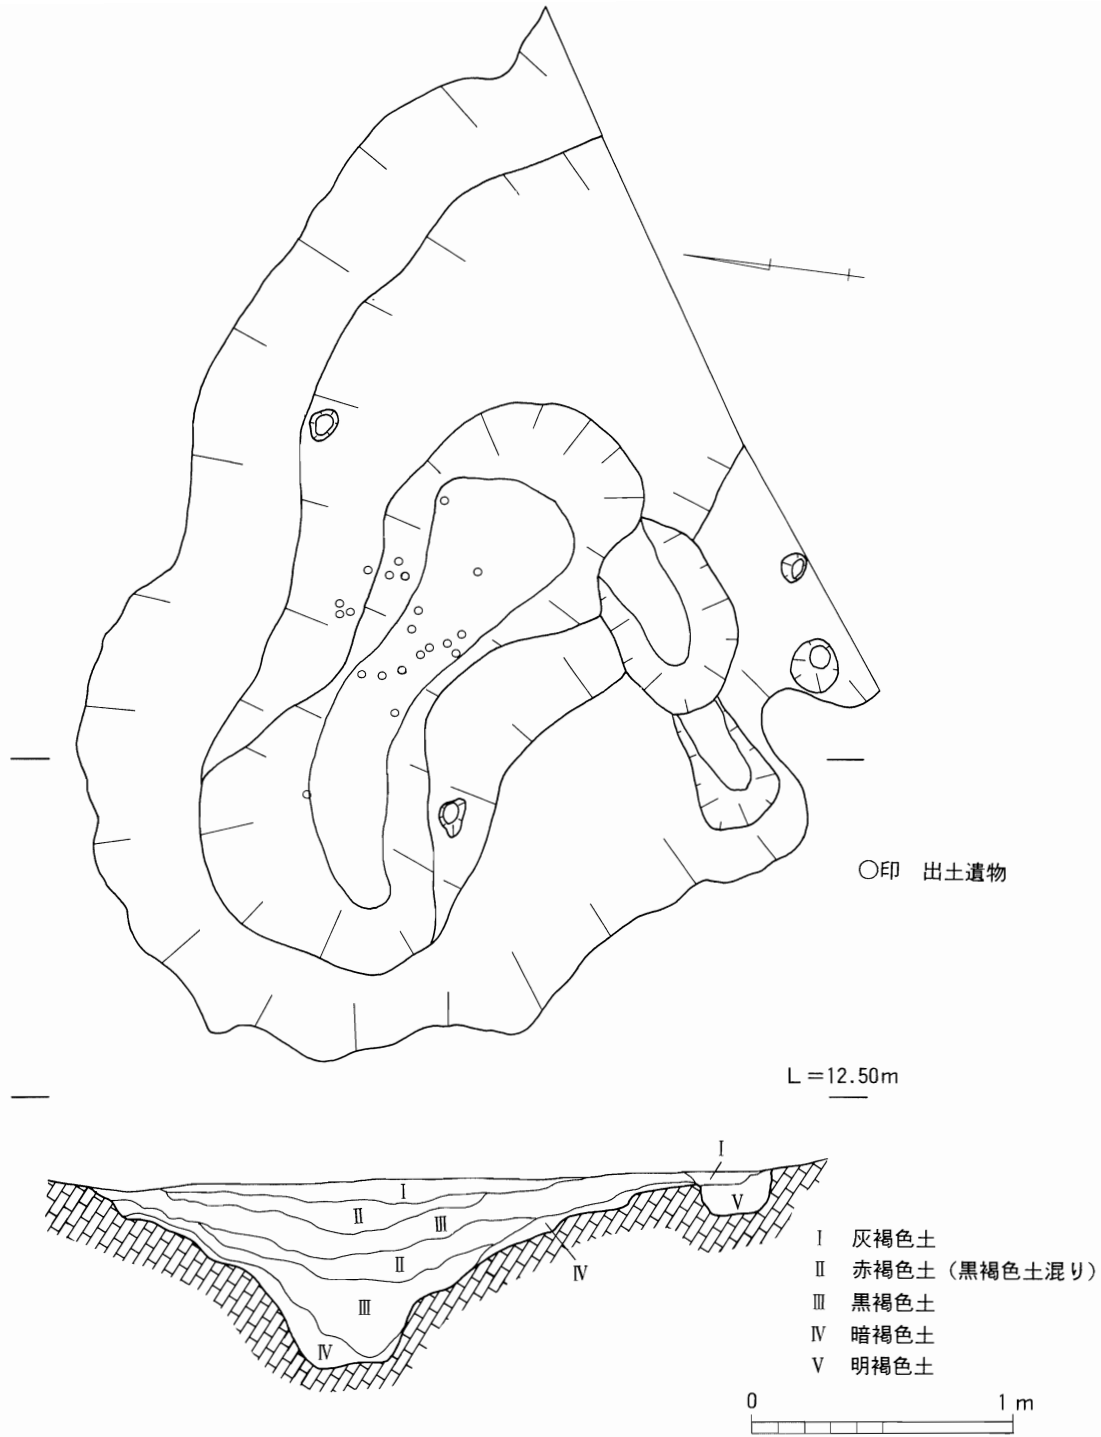 ○印 出土遺物
L=12.50m
Ⅰ
Ⅰ
Ⅱ
Ⅲ
Ⅴ
Ⅱ
Ⅳ
Ⅲ
Ⅳ
Ⅰ 灰褐色土
Ⅱ 赤褐色土(黒褐色土混り)
Ⅲ 黒褐色土
Ⅳ 暗褐色土
Ⅴ 明褐色土
0 1m